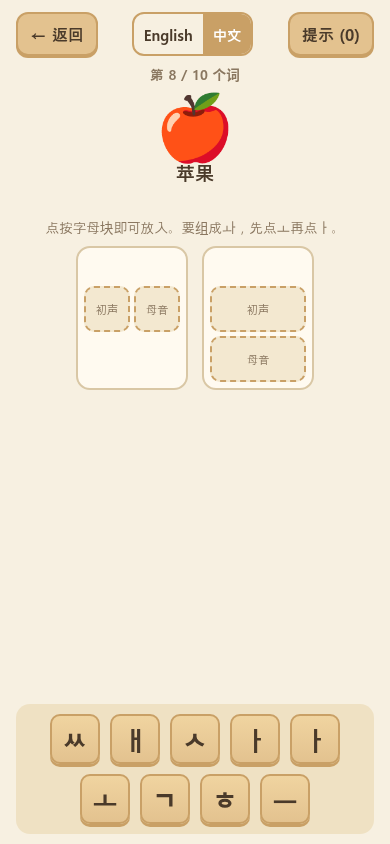 ← 返回 English 中文 提示 (0)
第 8 / 10 个词
苹果
点按字母块即可放入。要组成ㅘ，先点ㅗ再点ㅏ。
初声 母音 初声
母音
ㅆ ㅐ ㅅ ㅏ ㅏ
ㅗ ㄱ ㅎ ㅡ